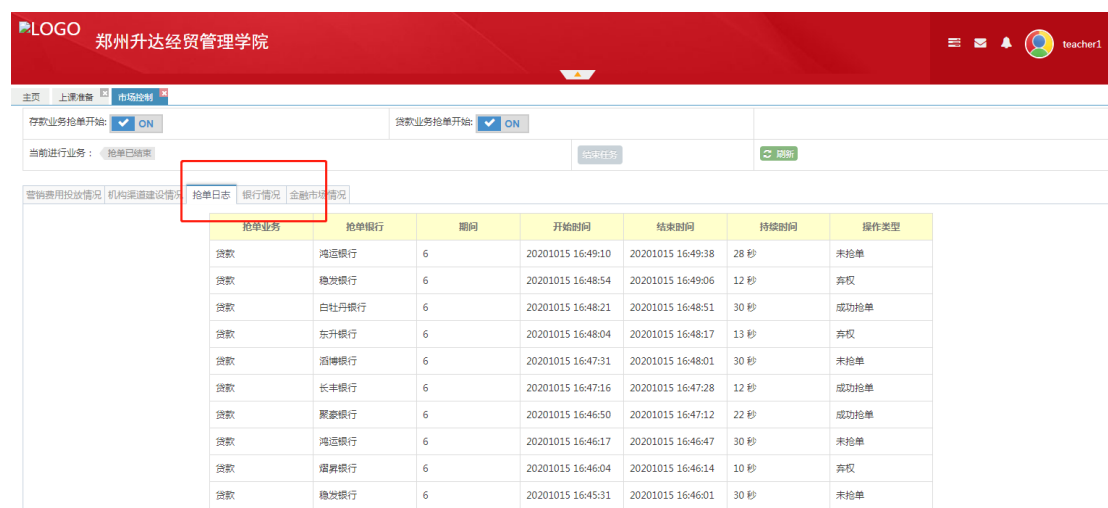 LOGO 郑州升达经贸管理学院 teacher1
主页 上课准备 市场控制
存款业务抢单开始: ON 贷款业务抢单开始: ON
当前进行业务： 抢单已结束 结束任务 刷新
营销费用投放情况 机构渠道建设情况 抢单日志 银行情况 金融市场情况
抢单业务 抢单银行 期间 开始时间 结束时间 持续时间 操作类型
贷款 鸿运银行 6 20201015 16:49:10 20201015 16:49:38 28 秒 未抢单
贷款 稳发银行 6 20201015 16:48:54 20201015 16:49:06 12 秒 弃权
贷款 白牡丹银行 6 20201015 16:48:21 20201015 16:48:51 30 秒 成功抢单
贷款 东升银行 6 20201015 16:48:04 20201015 16:48:17 13 秒 弃权
贷款 滔博银行 6 20201015 16:47:31 20201015 16:48:01 30 秒 未抢单
贷款 长丰银行 6 20201015 16:47:16 20201015 16:47:28 12 秒 成功抢单
贷款 聚豪银行 6 20201015 16:46:50 20201015 16:47:12 22 秒 成功抢单
贷款 鸿运银行 6 20201015 16:46:17 20201015 16:46:47 30 秒 未抢单
贷款 熠昇银行 6 20201015 16:46:04 20201015 16:46:14 10 秒 弃权
贷款 稳发银行 6 20201015 16:45:31 20201015 16:46:01 30 秒 未抢单